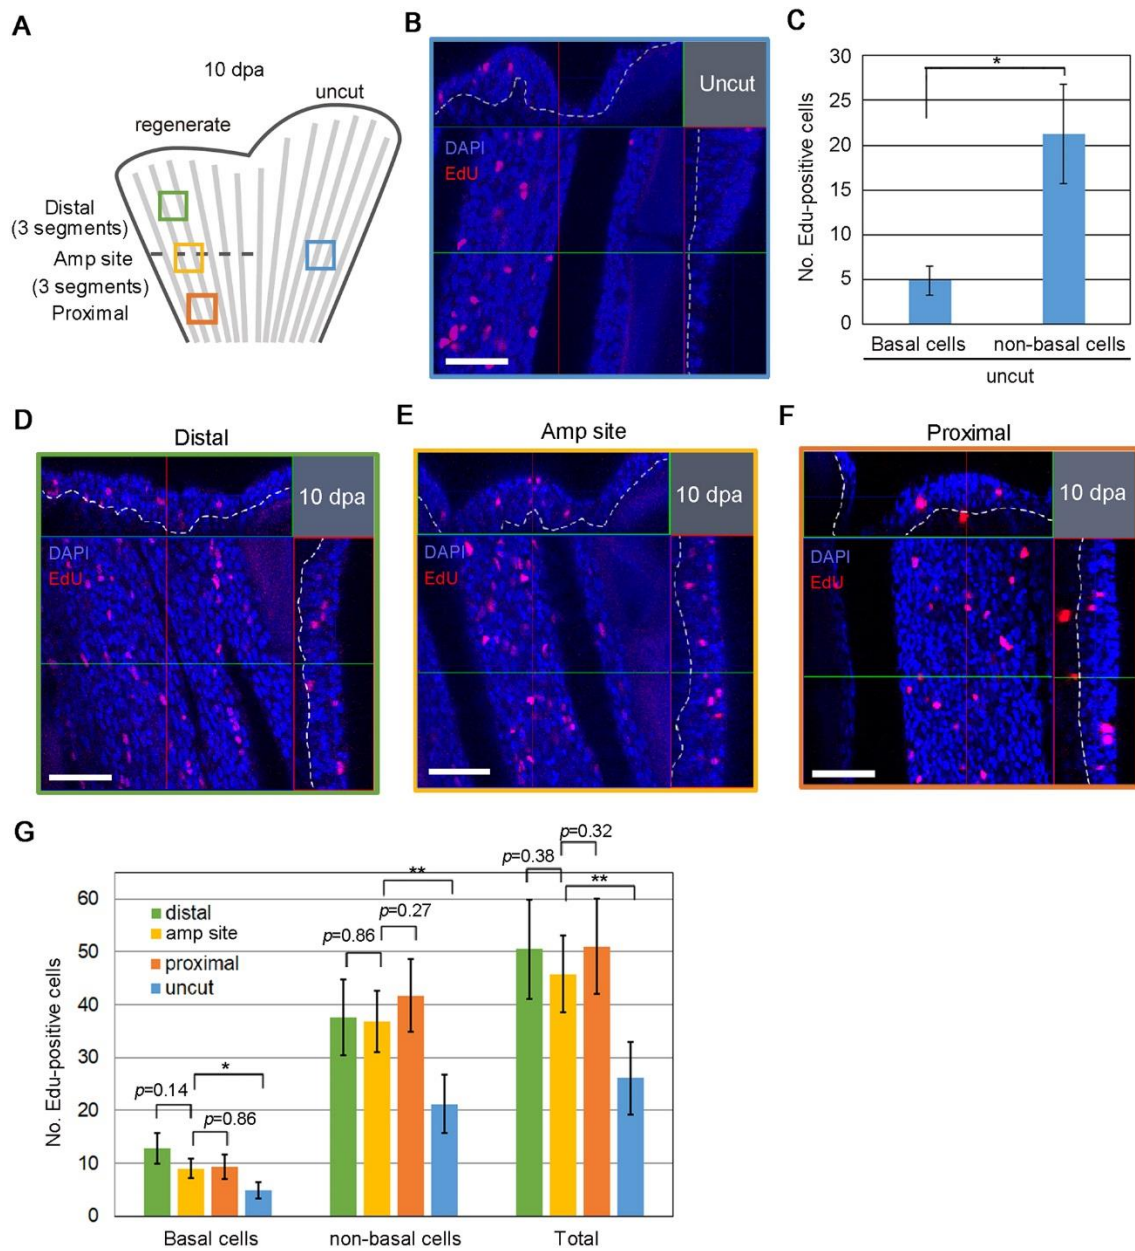 A
10 dpa
uncut
regenerate
Distal
(3 segments)
Amp site
(3 segments)
Proximal
B
Uncut
DAPI
EdU
C
No. Edu-positive cells
30
25
20
15
10
5
0
*
Basal cells
non-basal cells
uncut
D
Distal
10 dpa
DAPI
EdU
E
Amp site
10 dpa
DAPI
EdU
F
Proximal
10 dpa
DAPI
EdU
G
No. Edu-positive cells
60
50
40
30
20
10
0
distal
amp site
proximal
uncut
p=0.14
*
p=0.86
p=0.86
**
p=0.27
p=0.38
p=0.32
**
Basal cells
non-basal cells
Total